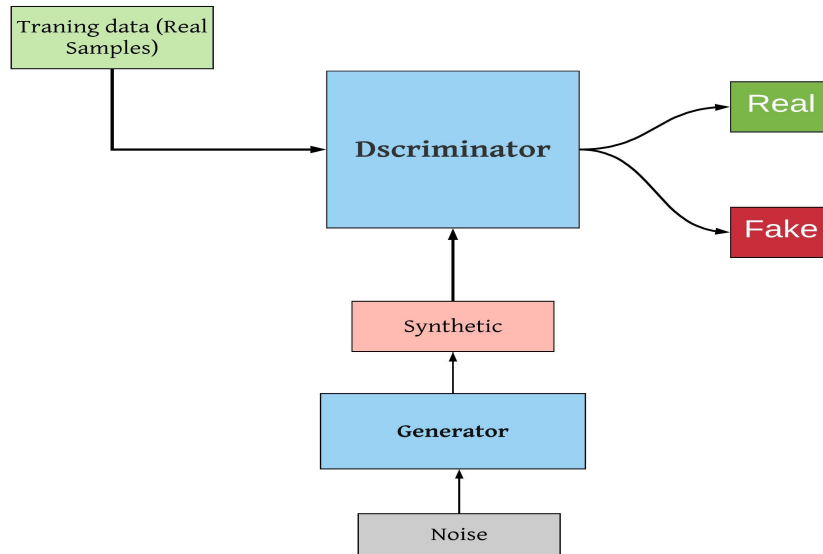 Traning data (Real
Samples)
Dscriminator
Real
Fake
Synthetic
Generator
Noise